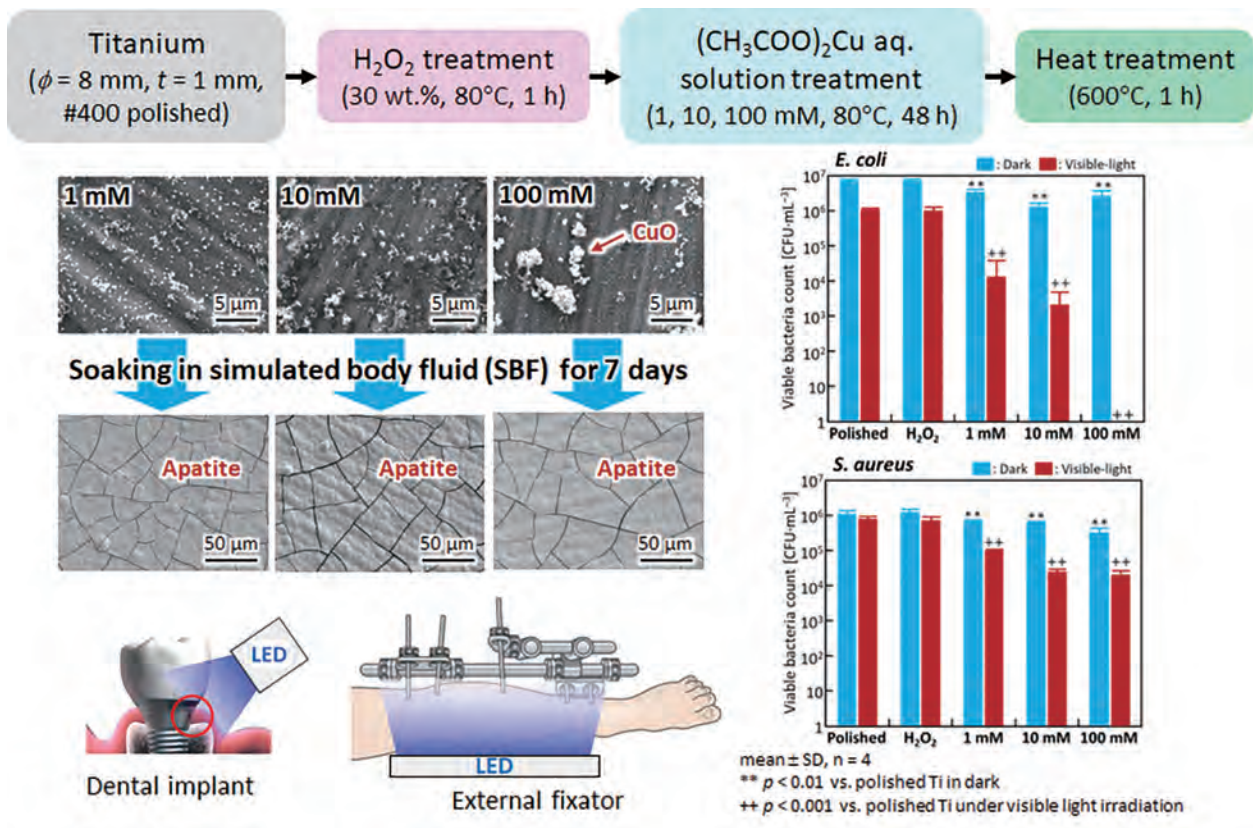 Titanium
(ϕ = 8 mm, t = 1 mm,
#400 polished)
H₂O₂ treatment
(30 wt.%, 80°C, 1 h)
(CH₃COO)₂Cu aq.
solution treatment
(1, 10, 100 mM, 80°C, 48 h)
Heat treatment
(600°C, 1 h)
1 mM
5 μm
10 mM
5 μm
100 mM
CuO
5 μm
Soaking in simulated body fluid (SBF) for 7 days
Apatite
50 μm
Apatite
50 μm
Apatite
50 μm
LED
Dental implant
LED
External fixator
E. coli
: Dark
: Visible-light
Viable bacteria count [CFU·mL⁻³]
10⁷
10⁶
10⁵
10⁴
10³
10²
10
1
**
++
**
++
**
++
Polished
H₂O₂
1 mM
10 mM
100 mM
S. aureus
: Dark
: Visible-light
Viable bacteria count [CFU·mL⁻³]
10⁷
10⁶
10⁵
10⁴
10³
10²
10
1
**
++
**
++
**
++
Polished
H₂O₂
1 mM
10 mM
100 mM
mean ± SD, n = 4
** p < 0.01 vs. polished Ti in dark
++ p < 0.001 vs. polished Ti under visible light irradiation